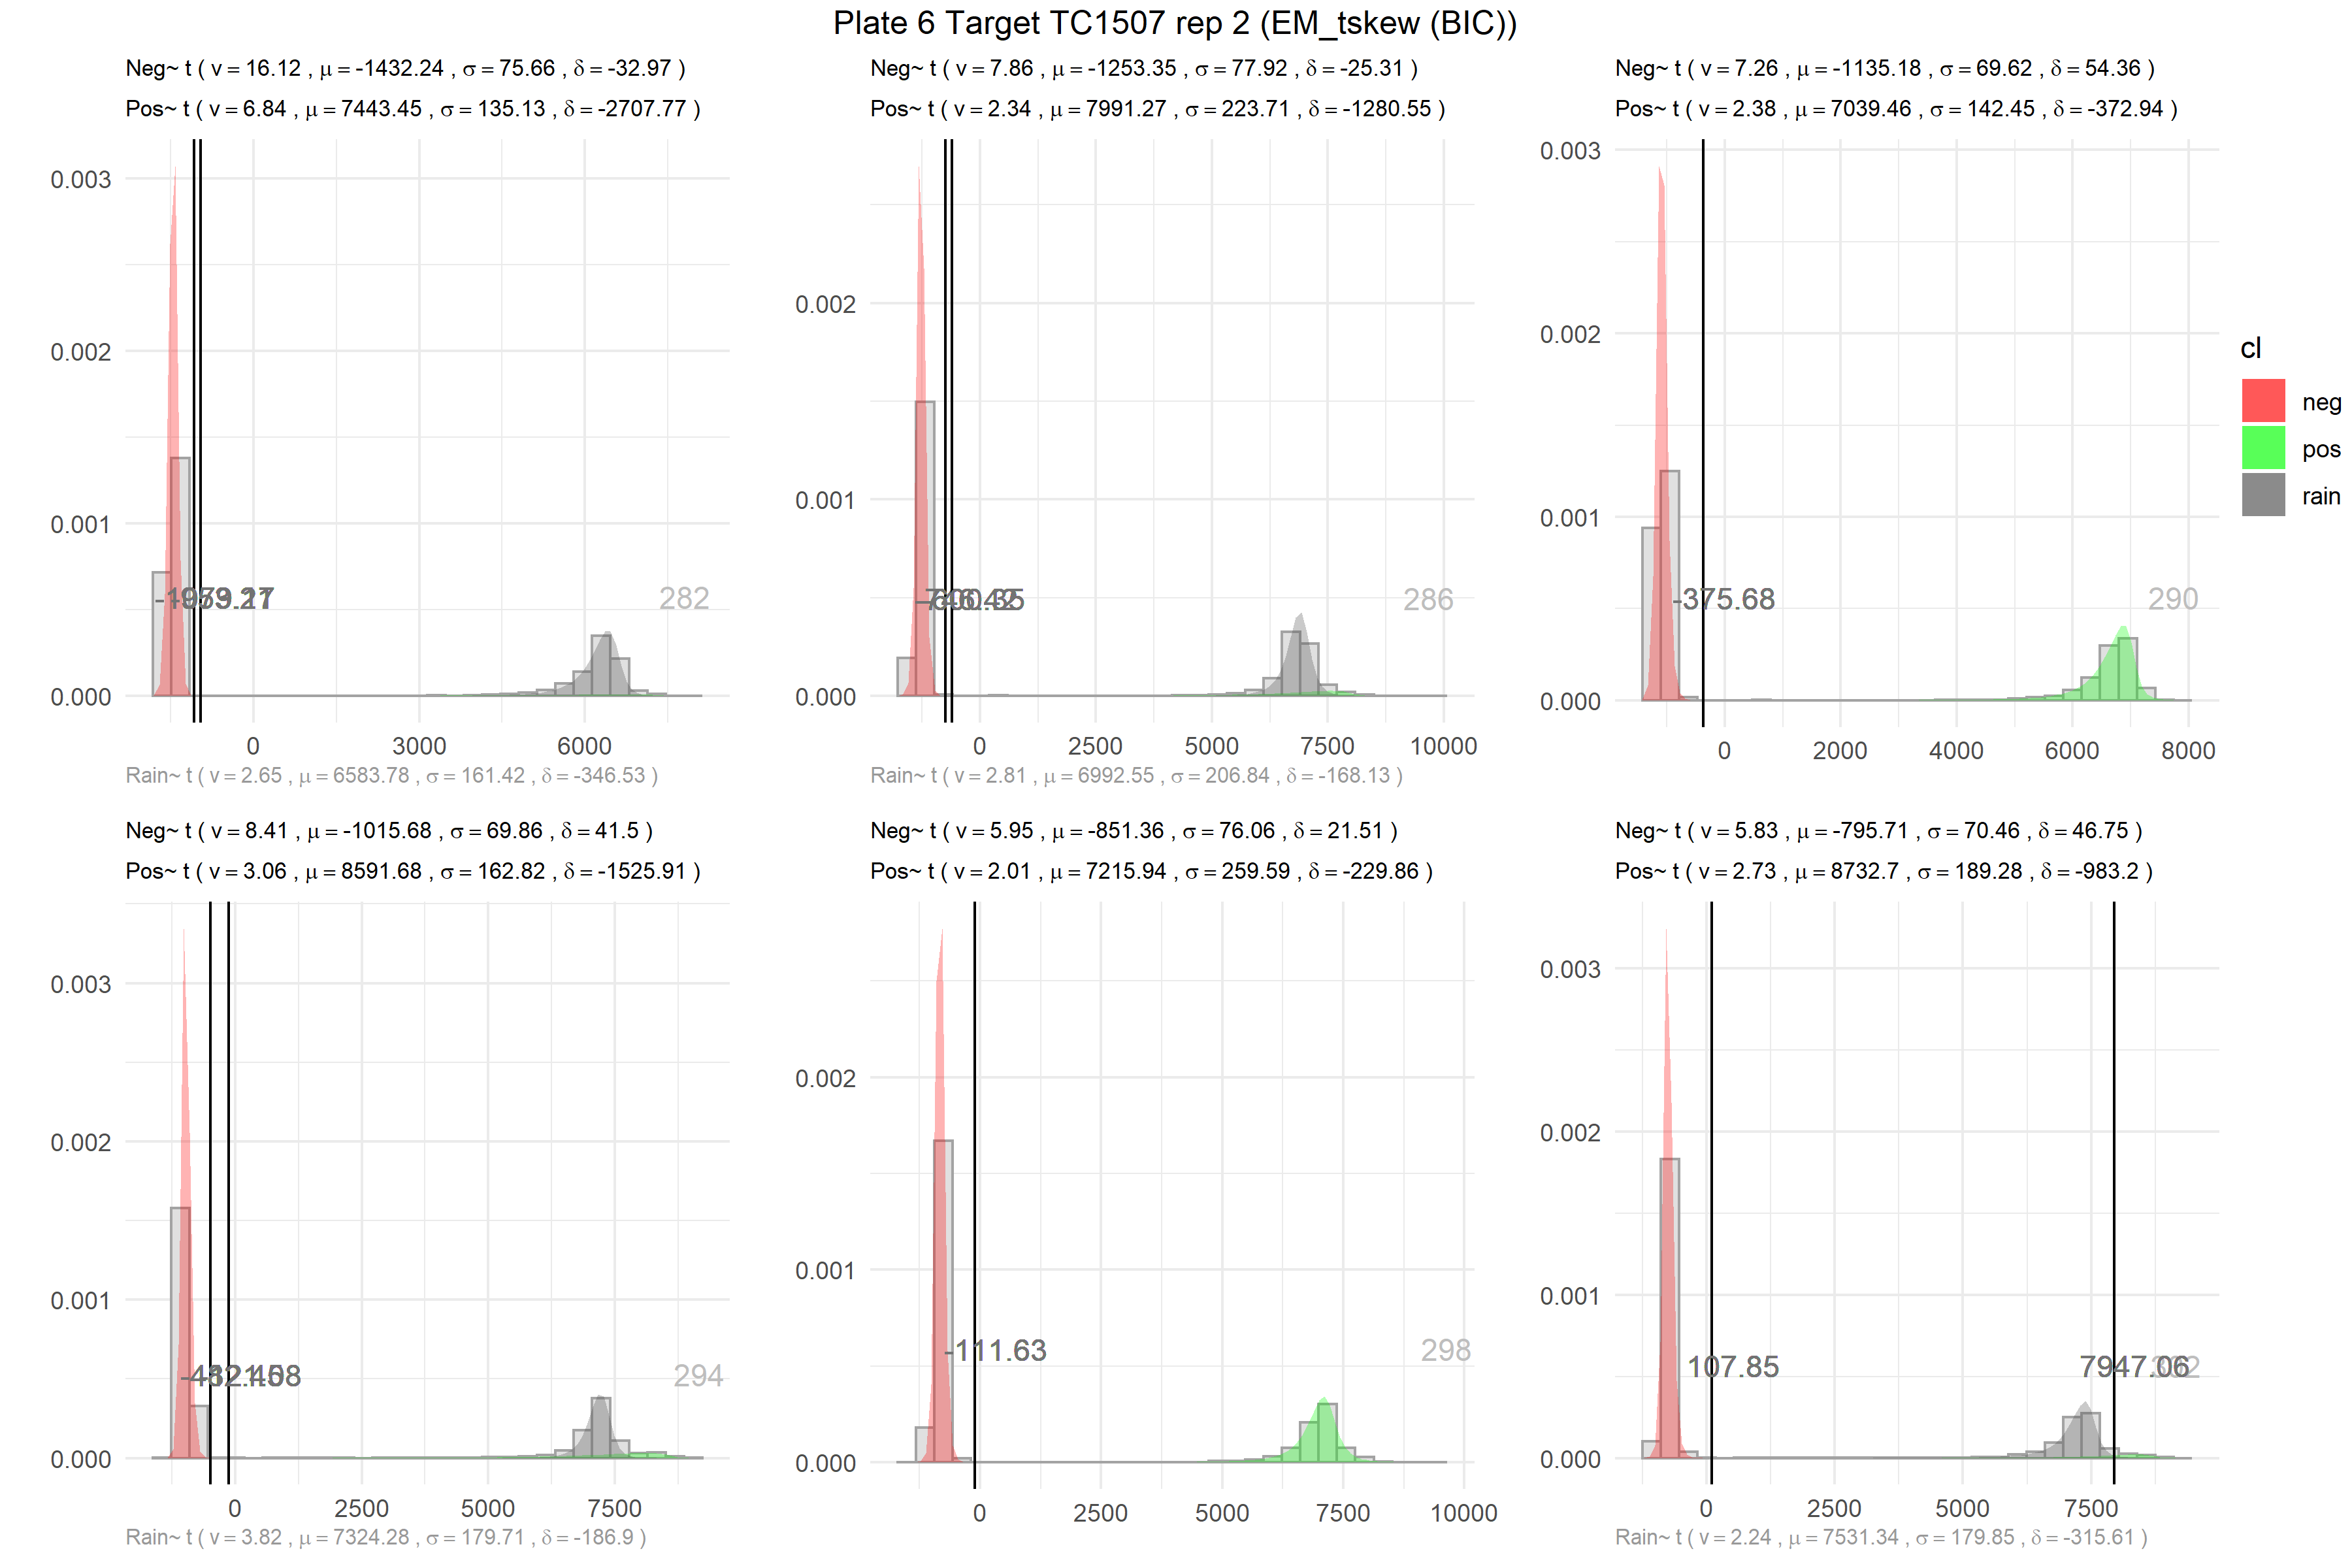 Plate 6 Target TC1507 rep 2 (EM_tskew (BIC))
Neg~ t ( ν = 16.12 , μ = -1432.24 , σ = 75.66 , δ = -32.97 )
Pos~ t ( ν = 6.84 , μ = 7443.45 , σ = 135.13 , δ = -2707.77 )
0.003
0.002
0.001
0.000
282
0
3000
6000
Rain~ t ( ν = 2.65 , μ = 6583.78 , σ = 161.42 , δ = -346.53 )
Neg~ t ( ν = 7.86 , μ = -1253.35 , σ = 77.92 , δ = -25.31 )
Pos~ t ( ν = 2.34 , μ = 7991.27 , σ = 223.71 , δ = -1280.55 )
0.002
0.001
0.000
286
0
2500
5000
7500
10000
Rain~ t ( ν = 2.81 , μ = 6992.55 , σ = 206.84 , δ = -168.13 )
Neg~ t ( ν = 7.26 , μ = -1135.18 , σ = 69.62 , δ = 54.36 )
Pos~ t ( ν = 2.38 , μ = 7039.46 , σ = 142.45 , δ = -372.94 )
0.003
0.002
0.001
0.000
-375.68
290
0
2000
4000
6000
8000
cl
neg
pos
rain
Neg~ t ( ν = 8.41 , μ = -1015.68 , σ = 69.86 , δ = 41.5 )
Pos~ t ( ν = 3.06 , μ = 8591.68 , σ = 162.82 , δ = -1525.91 )
0.003
0.002
0.001
0.000
294
0
2500
5000
7500
Rain~ t ( ν = 3.82 , μ = 7324.28 , σ = 179.71 , δ = -186.9 )
Neg~ t ( ν = 5.95 , μ = -851.36 , σ = 76.06 , δ = 21.51 )
Pos~ t ( ν = 2.01 , μ = 7215.94 , σ = 259.59 , δ = -229.86 )
0.002
0.001
0.000
-111.63
298
0
2500
5000
7500
10000
Neg~ t ( ν = 5.83 , μ = -795.71 , σ = 70.46 , δ = 46.75 )
Pos~ t ( ν = 2.73 , μ = 8732.7 , σ = 189.28 , δ = -983.2 )
0.003
0.002
0.001
0.000
107.85
7947.06
302
0
2500
5000
7500
Rain~ t ( ν = 2.24 , μ = 7531.34 , σ = 179.85 , δ = -315.61 )